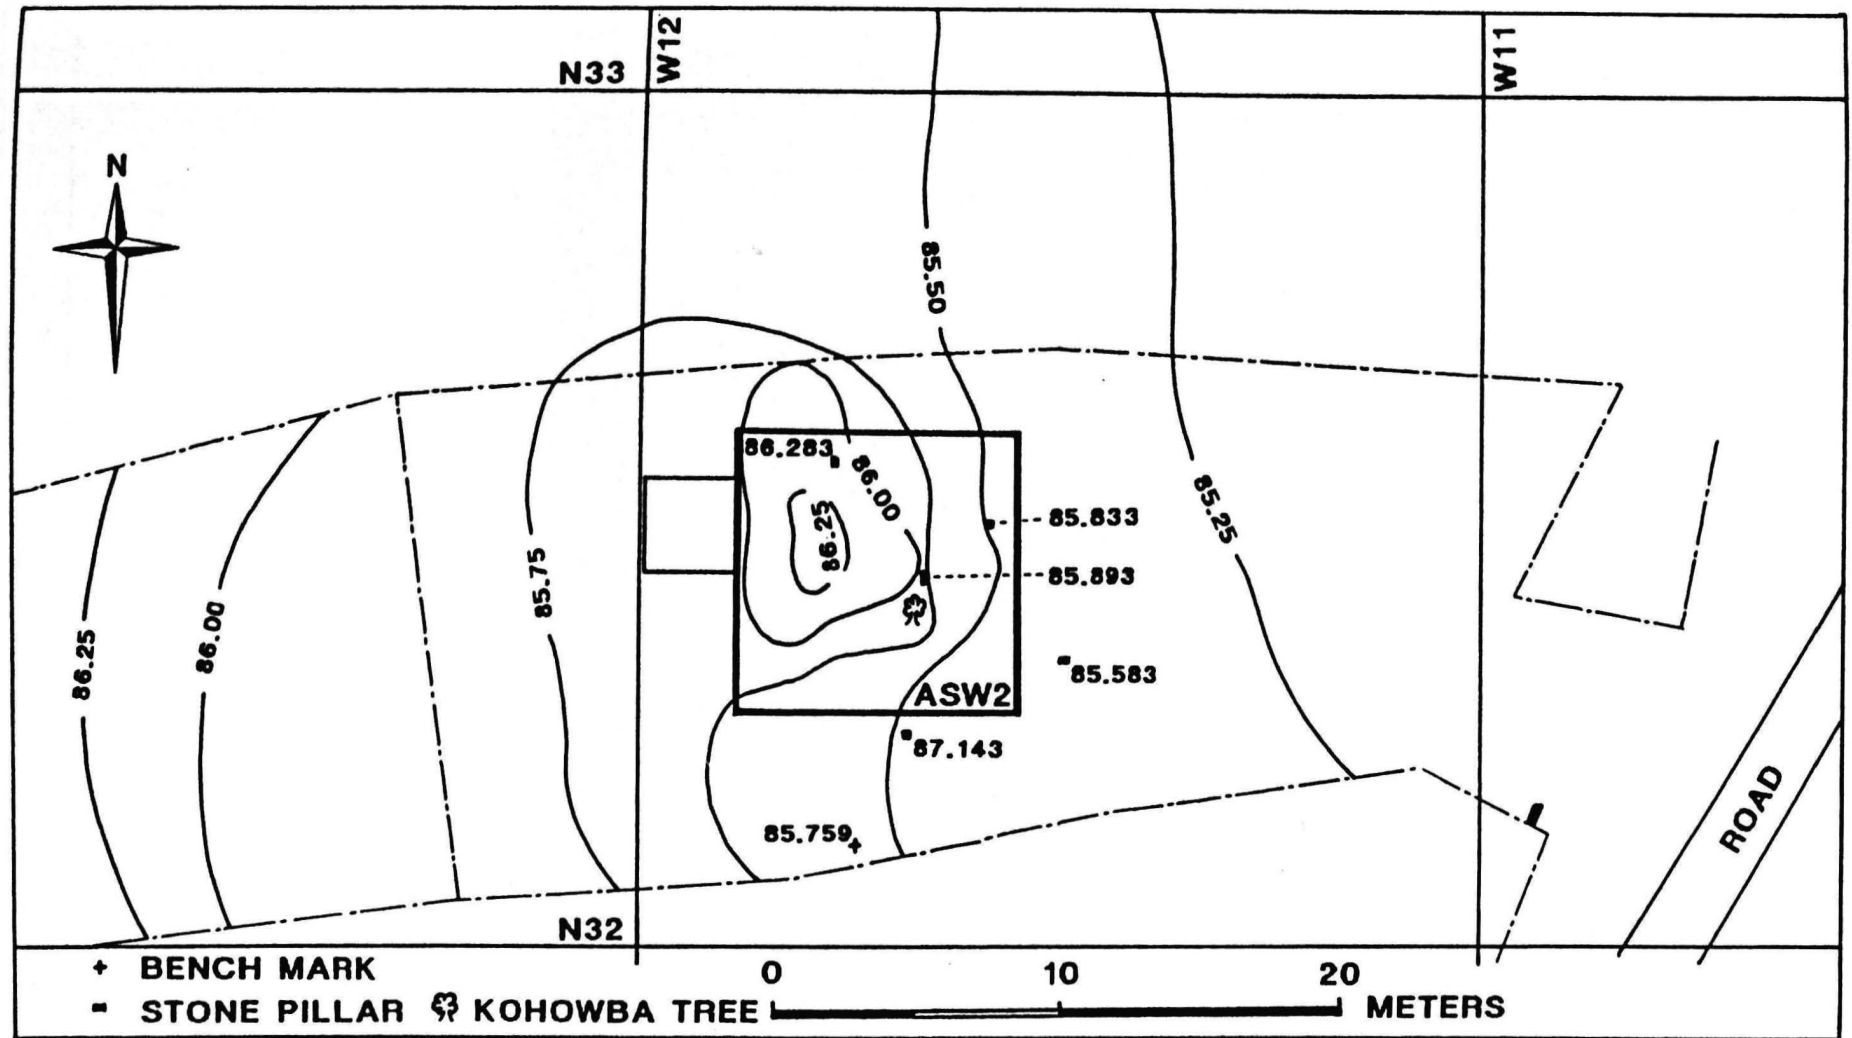 W12
W11
N33
N
85.50
86.283
86.00
86.25
85.833
85.25
85.893
85.75
86.00
86.25
85.583
ASW2
87.143
85.759
ROAD
N32
+ BENCH MARK
0 10 20
STONE PILLAR KOHOWBA TREE METERS